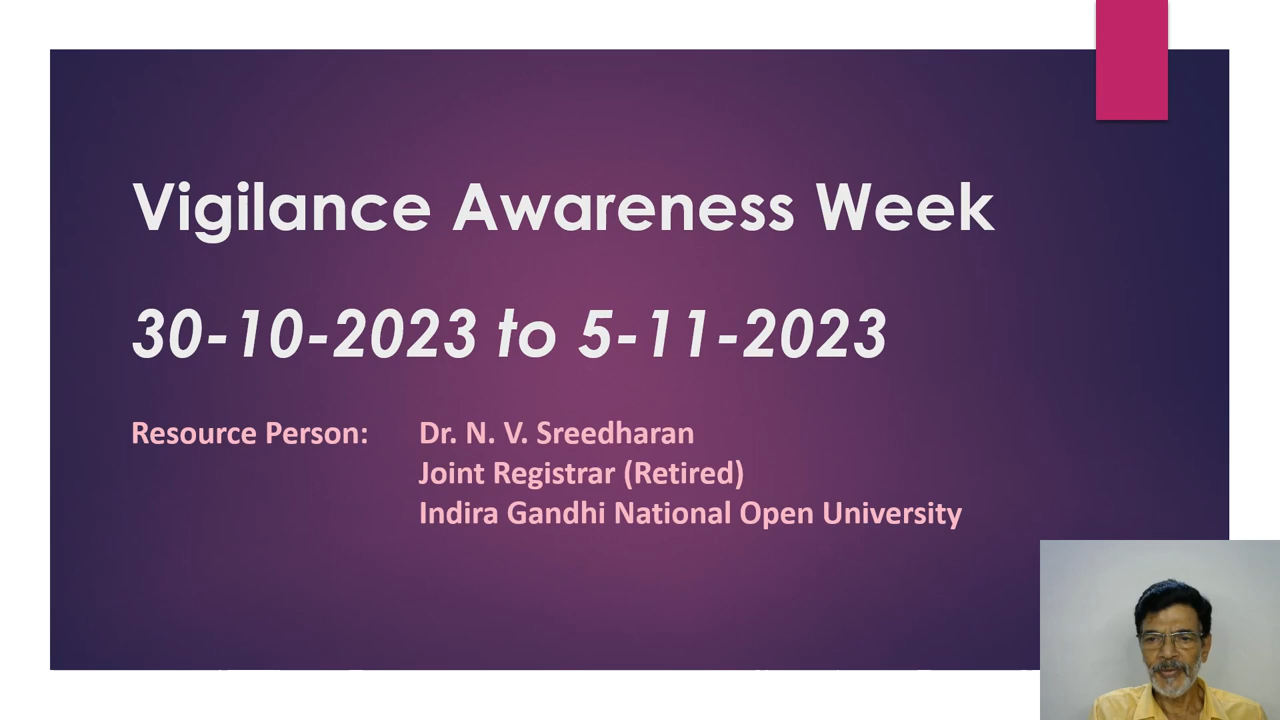 Vigilance Awareness Week
30-10-2023 to 5-11-2023
Resource Person: Dr. N. V. Sreedharan
Joint Registrar (Retired)
Indira Gandhi National Open University